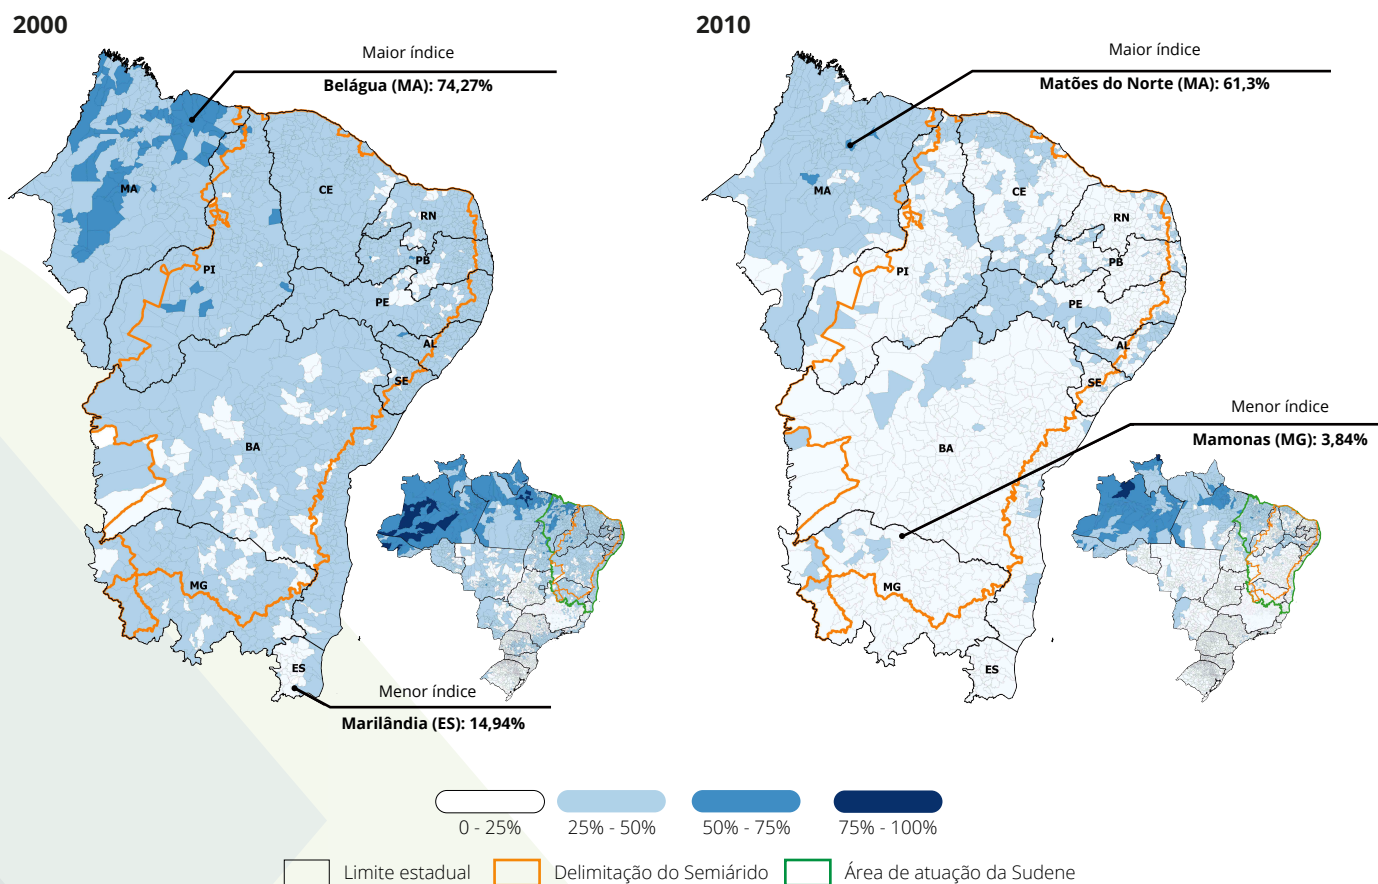 2000
Maior índice
Belágua (MA): 74,27%
MA
CE
RN
PB
PI
PE
AL
SE
BA
MG
ES
Menor índice
Marilândia (ES): 14,94%
2010
Maior índice
Matões do Norte (MA): 61,3%
MA
CE
RN
PB
PI
PE
AL
SE
Menor índice
Mamonas (MG): 3,84%
BA
MG
ES
0 - 25%
25% - 50%
50% - 75%
75% - 100%
Limite estadual
Delimitação do Semiárido
Área de atuação da Sudene